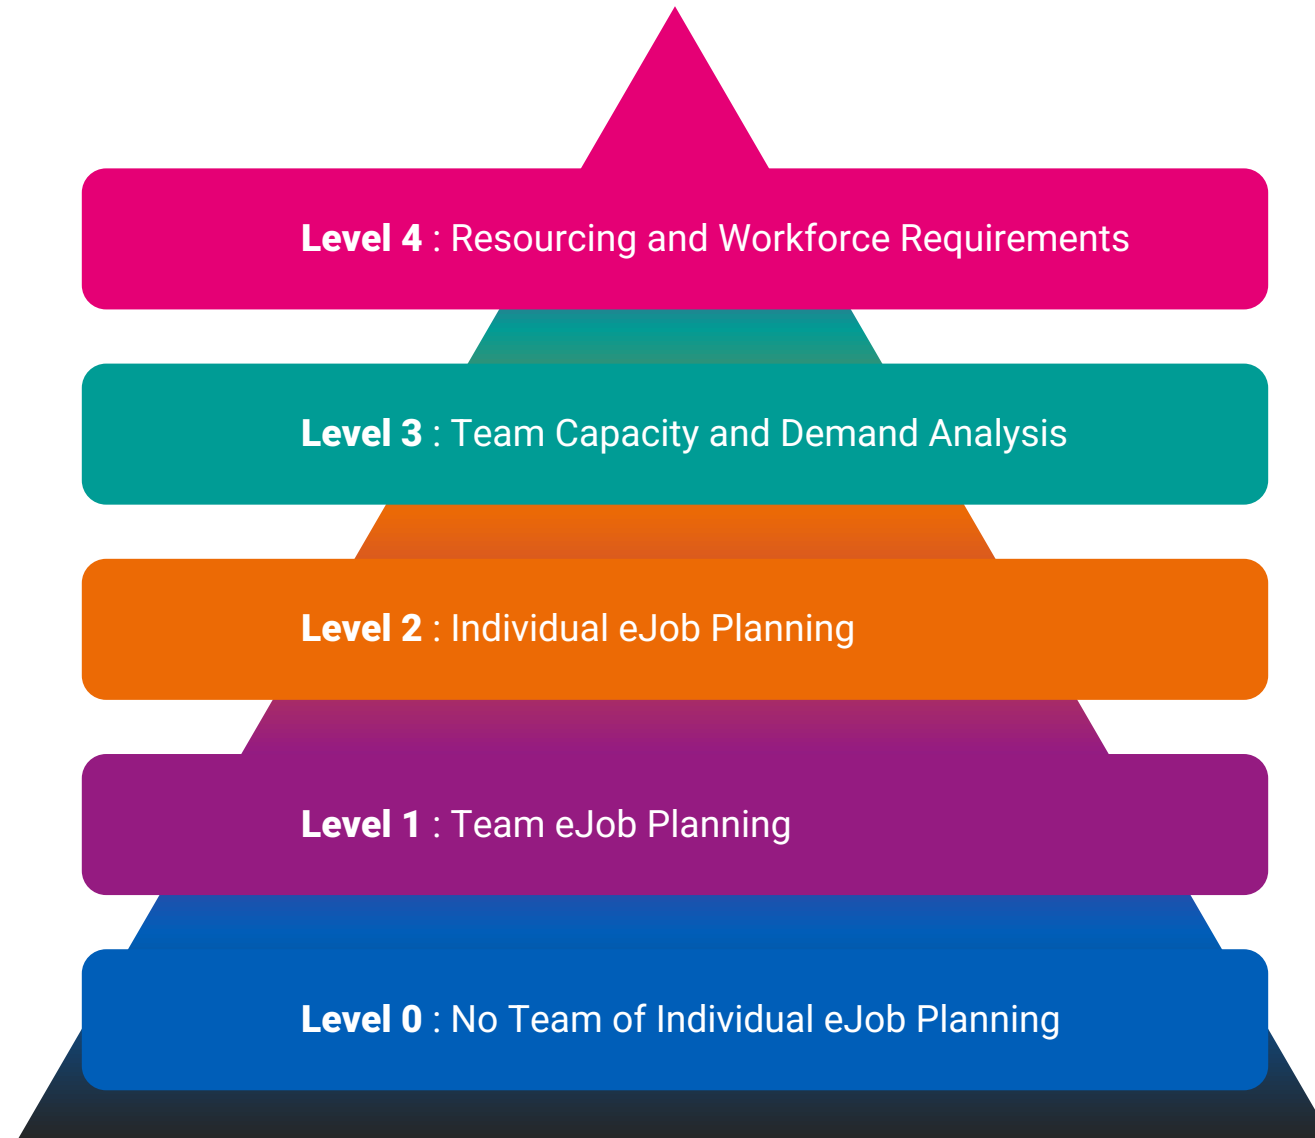 Level 4 : Resourcing and Workforce Requirements
Level 3 : Team Capacity and Demand Analysis
Level 2 : Individual eJob Planning
Level 1 : Team eJob Planning
Level 0 : No Team of Individual eJob Planning